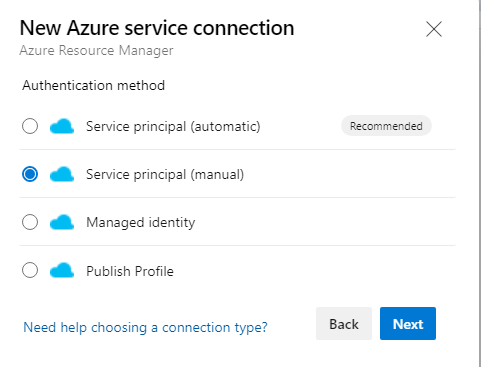 New Azure service connection
Azure Resource Manager
Authentication method
Service principal (automatic) Recommended
Service principal (manual)
Managed identity
Publish Profile
Need help choosing a connection type? Back Next